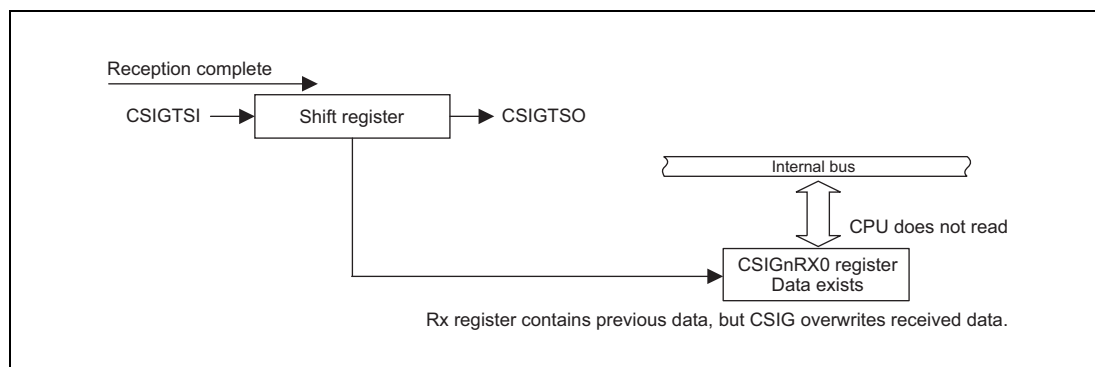 Reception complete
CSIGTSI
Shift register
CSIGTSO
Internal bus
CPU does not read
CSIGnRX0 register
Data exists
Rx register contains previous data, but CSIG overwrites received data.